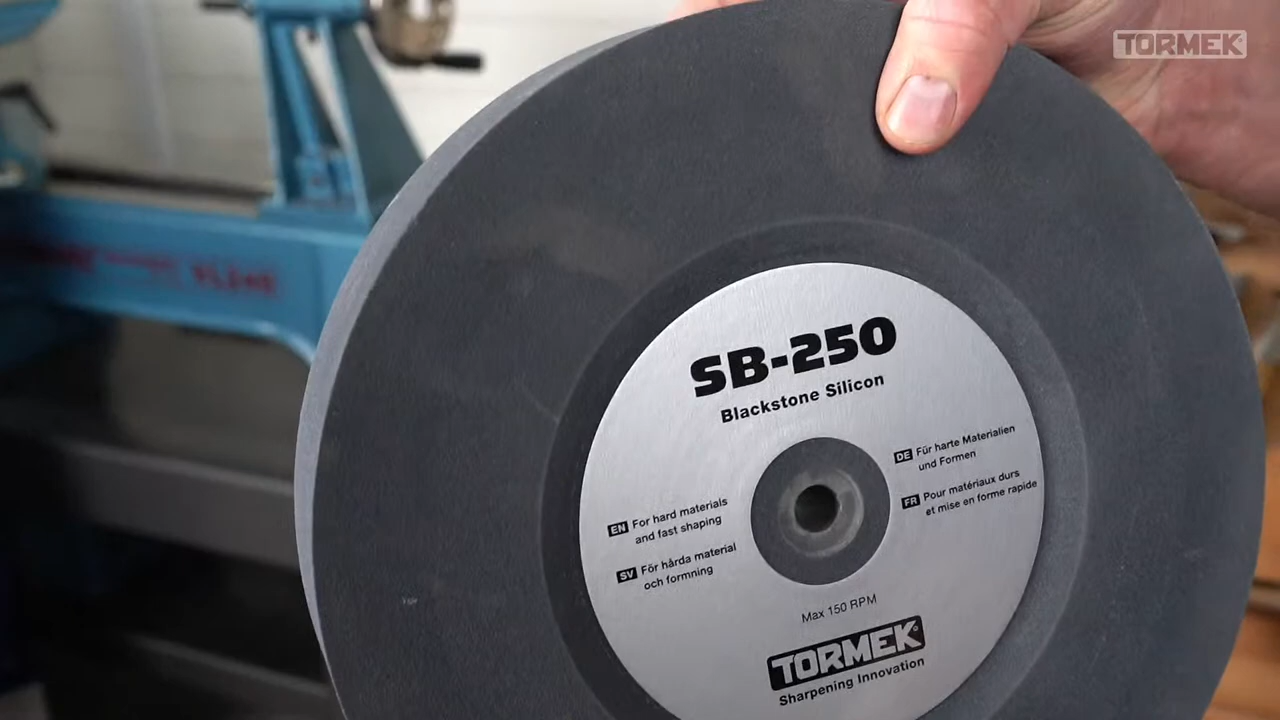 TORMEK
SB-250
Blackstone Silicon
EN For hard materials
and fast shaping
SV För hårda material
och formning
DE Für harte Materialien
und Formen
FR Pour matériaux durs
et mise en forme rapide
Max 150 RPM
TORMEK
Sharpening Innovation